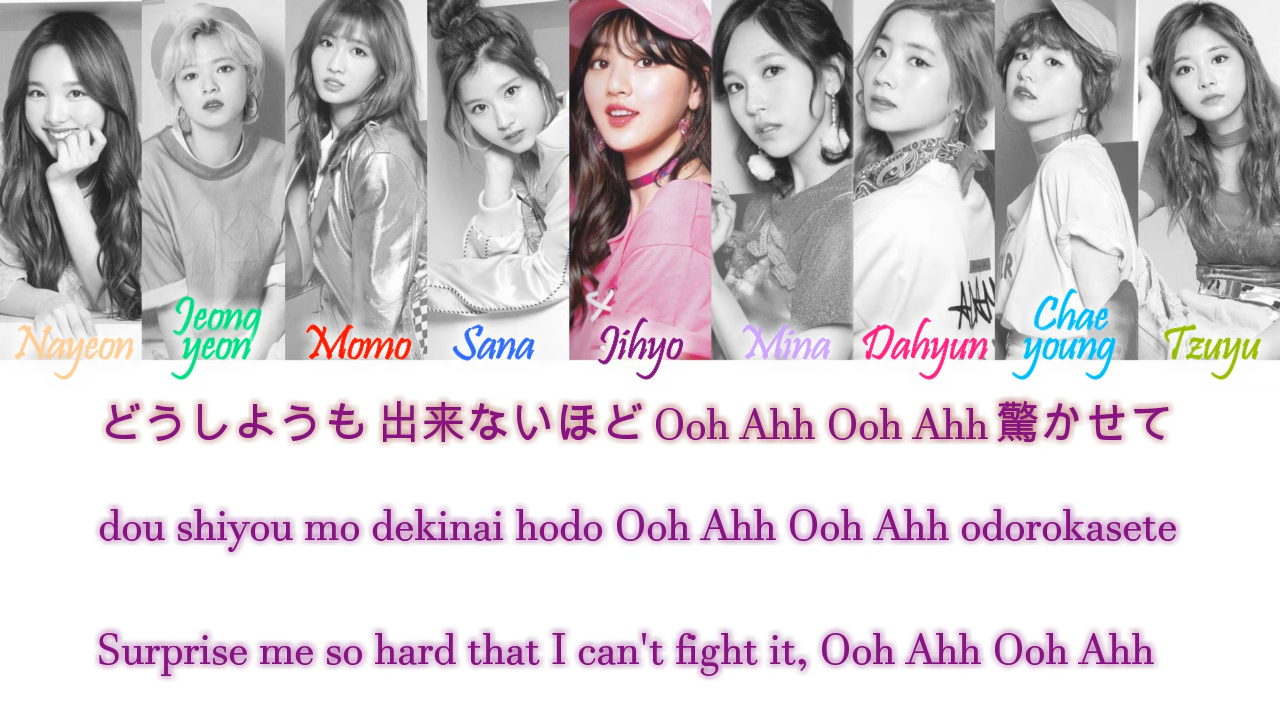 Nayeon
Jeong
yeon
Momo
Sana
Jihyo
Mina
Dahyun
Chae
young
Tzuyu
どうしようも 出来ないほど Ooh Ahh Ooh Ahh 驚かせて
dou shiyou mo dekinai hodo Ooh Ahh Ooh Ahh odorokasete
Surprise me so hard that I can't fight it, Ooh Ahh Ooh Ahh